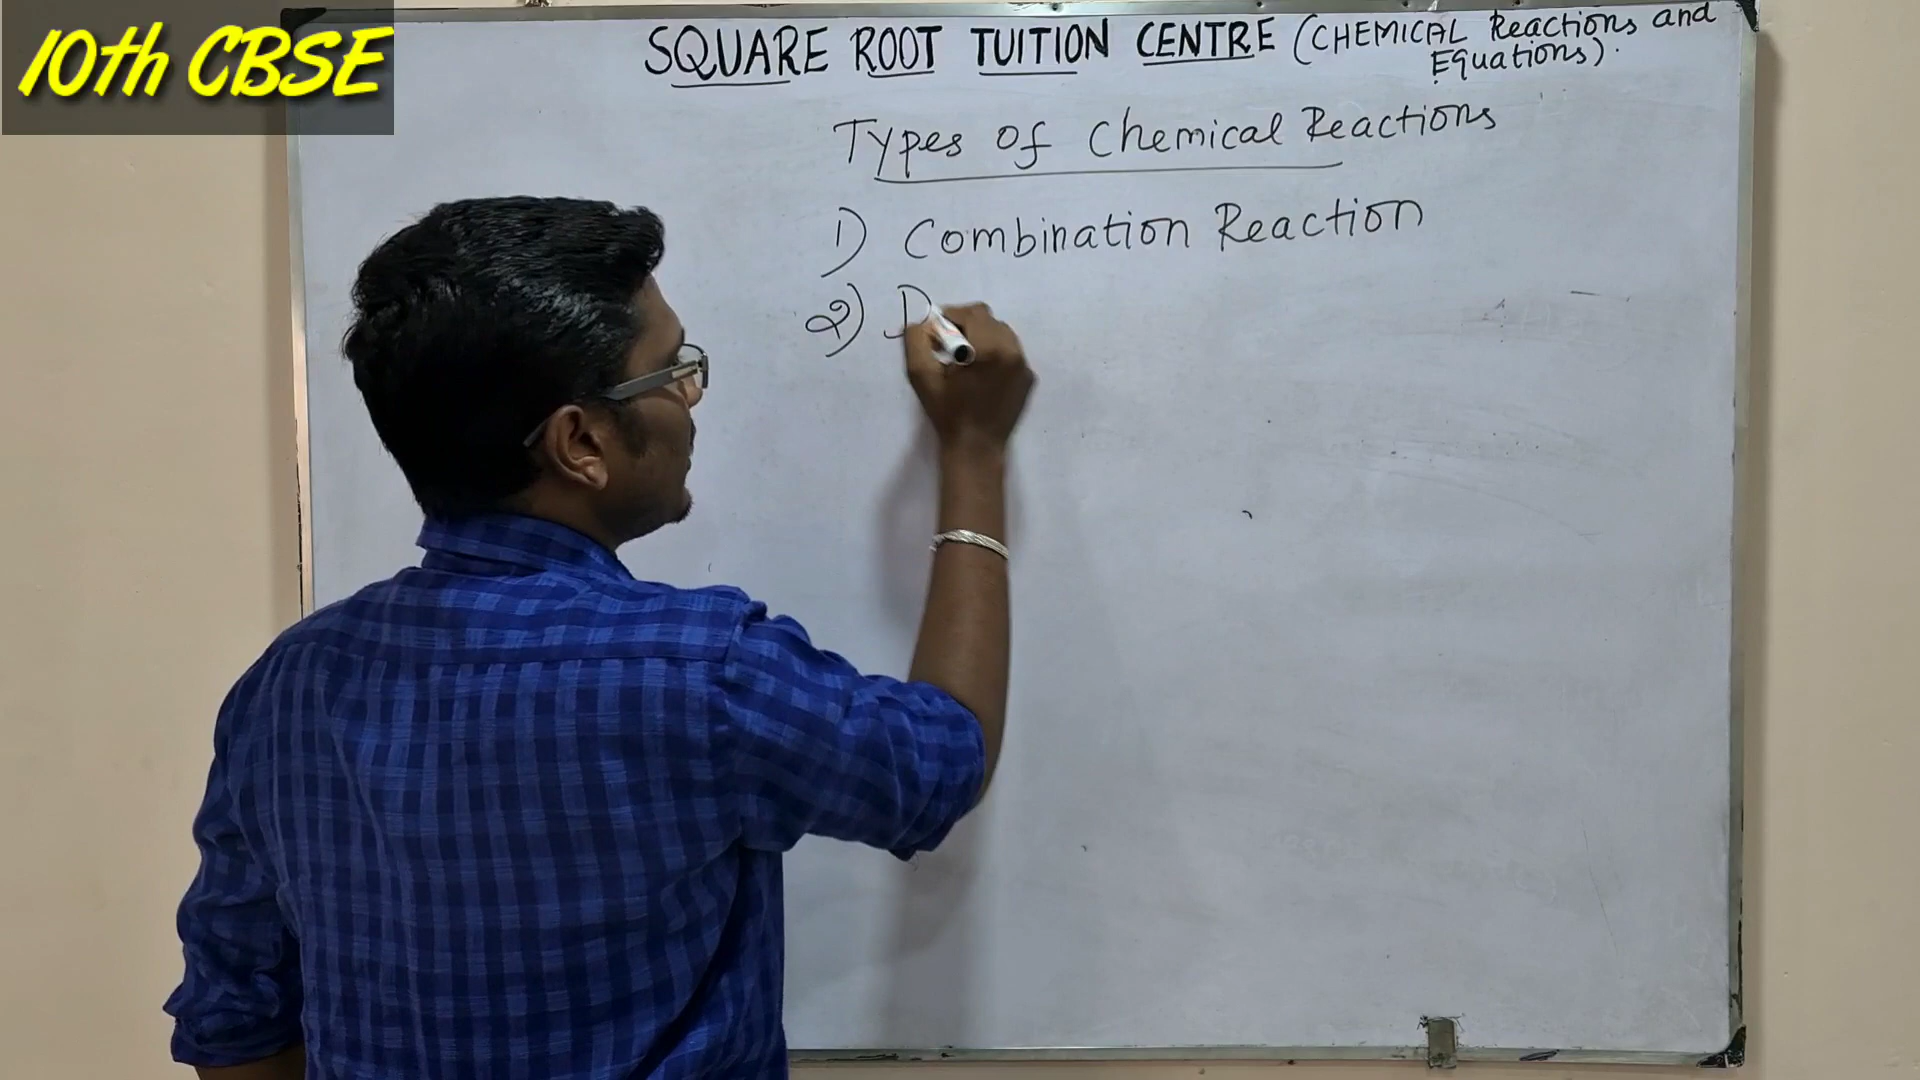 10th CBSE
SQUARE ROOT TUITION CENTRE (CHEMICAL Reactions and
Equations).
Types of Chemical Reactions
1) Combination Reaction
2) D